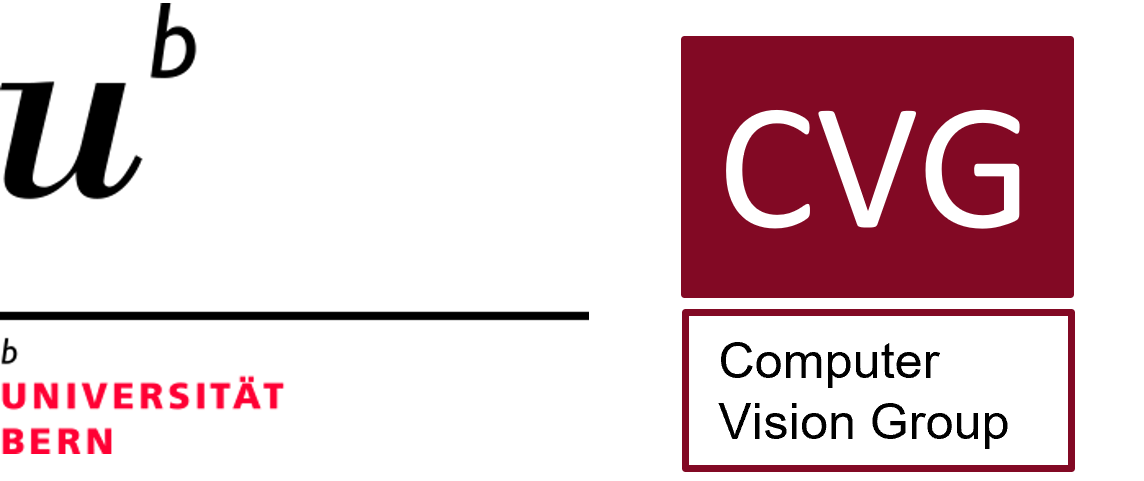 u^b
b
UNIVERSITÄT
BERN
CVG
Computer
Vision Group